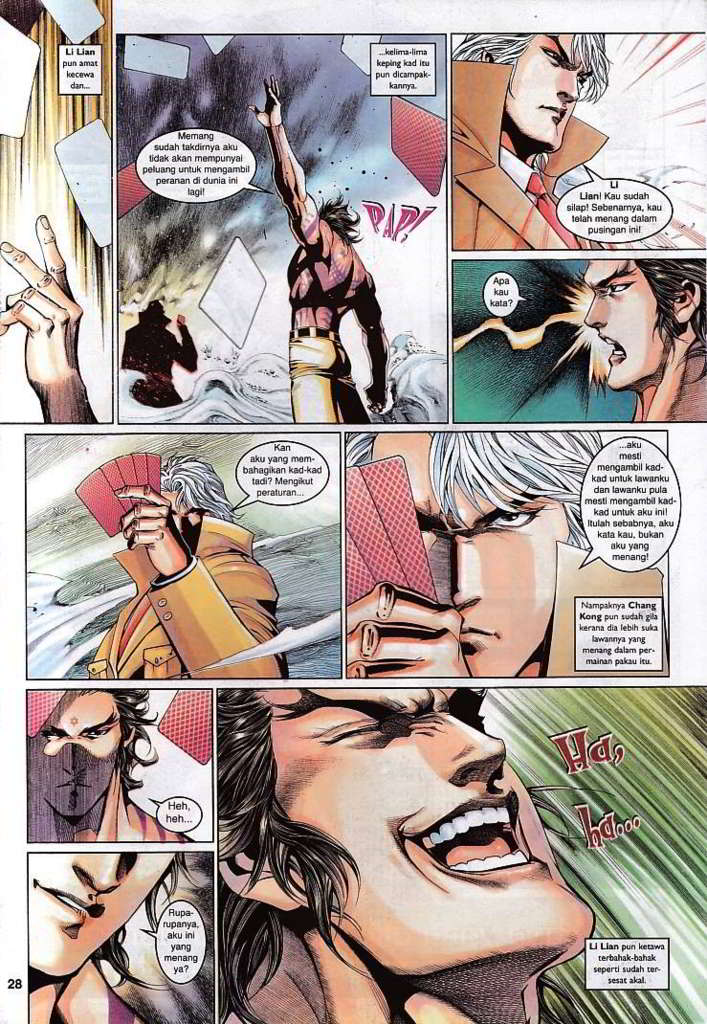 Li Lian
pun amat
kecewa
dan...
...kelima-lima
keping kad itu
pun dicampak-
kannya.
Memang
sudah takdirnya aku
tidak akan mempunyai
peluang untuk mengambil
peranan di dunia ini
lagi!
PAP!
Li
Lian! Kau sudah
silap! Sebenarnya, kau
telah menang dalam
pusingan ini!
Apa
kau
kata?
Kan
aku yang mem-
bahagikan kad-kad
tadi? Mengikut
peraturan...
...aku
mesti
mengambil kad-
kad untuk lawanku
dan lawanku pula
mesti mengambil kad-
kad untuk aku ini!
Itulah sebabnya, aku
kata kau, bukan
aku yang
menang!
Nampaknya Chang
Kong pun sudah gila
kerana dia lebih suka
lawannya yang
menang dalam per-
mainan pakau itu.
Heh,
heh...
Rupa-
rupanya,
aku ini
yang
menang
ya?
Ha,
ha...
Li Lian pun ketawa
terbahak-bahak
seperti sudah ter-
sesat akal.
28